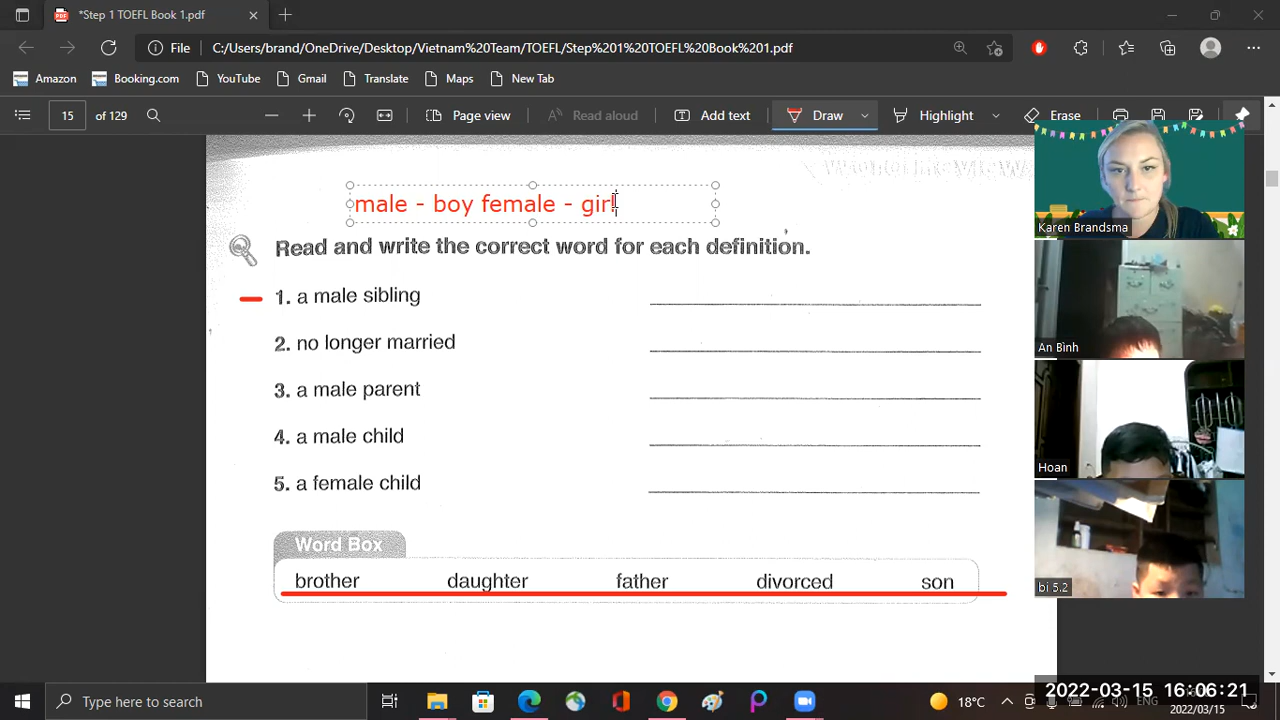 *Step 1 TOEFL Book 1.pdf
File C:/Users/brand/OneDrive/Desktop/Vietnam%20Team/TOEFL/Step%201%20TOEFL%20Book%201.pdf
Amazon Booking.com YouTube Gmail Translate Maps New Tab
15 of 129 Page view Read aloud Add text Draw Highlight Erase
male - boy female - girl
Read and write the correct word for each definition.
1. a male sibling
2. no longer married
3. a male parent
4. a male child
5. a female child
Word Box
brother daughter father divorced son
Karen Brandsma
An Bình
Hoan
bi 5.2
Type here to search
18°C
ENG
2022-03-15 16:06:21
2022/03/15